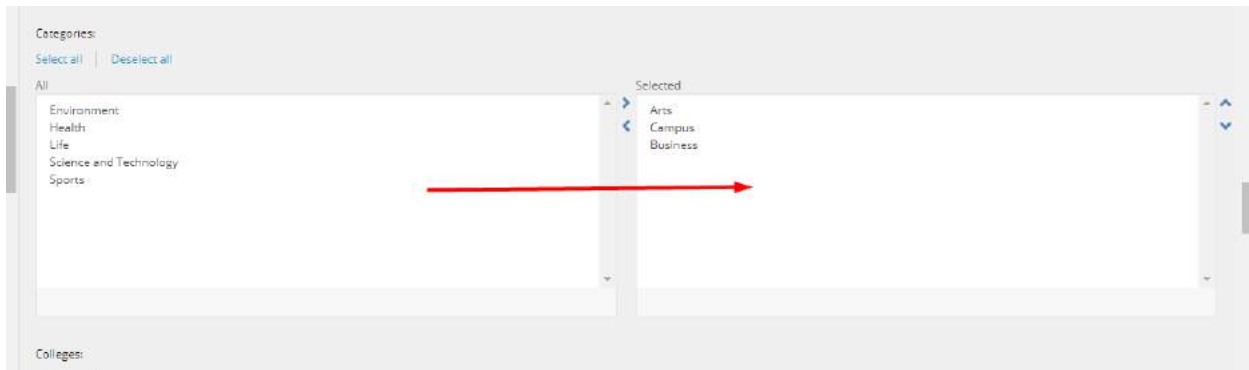 Categories:
Select all | Deselect all
All
Environment
Health
Life
Science and Technology
Sports
Selected
Arts
Campus
Business
Colleges: